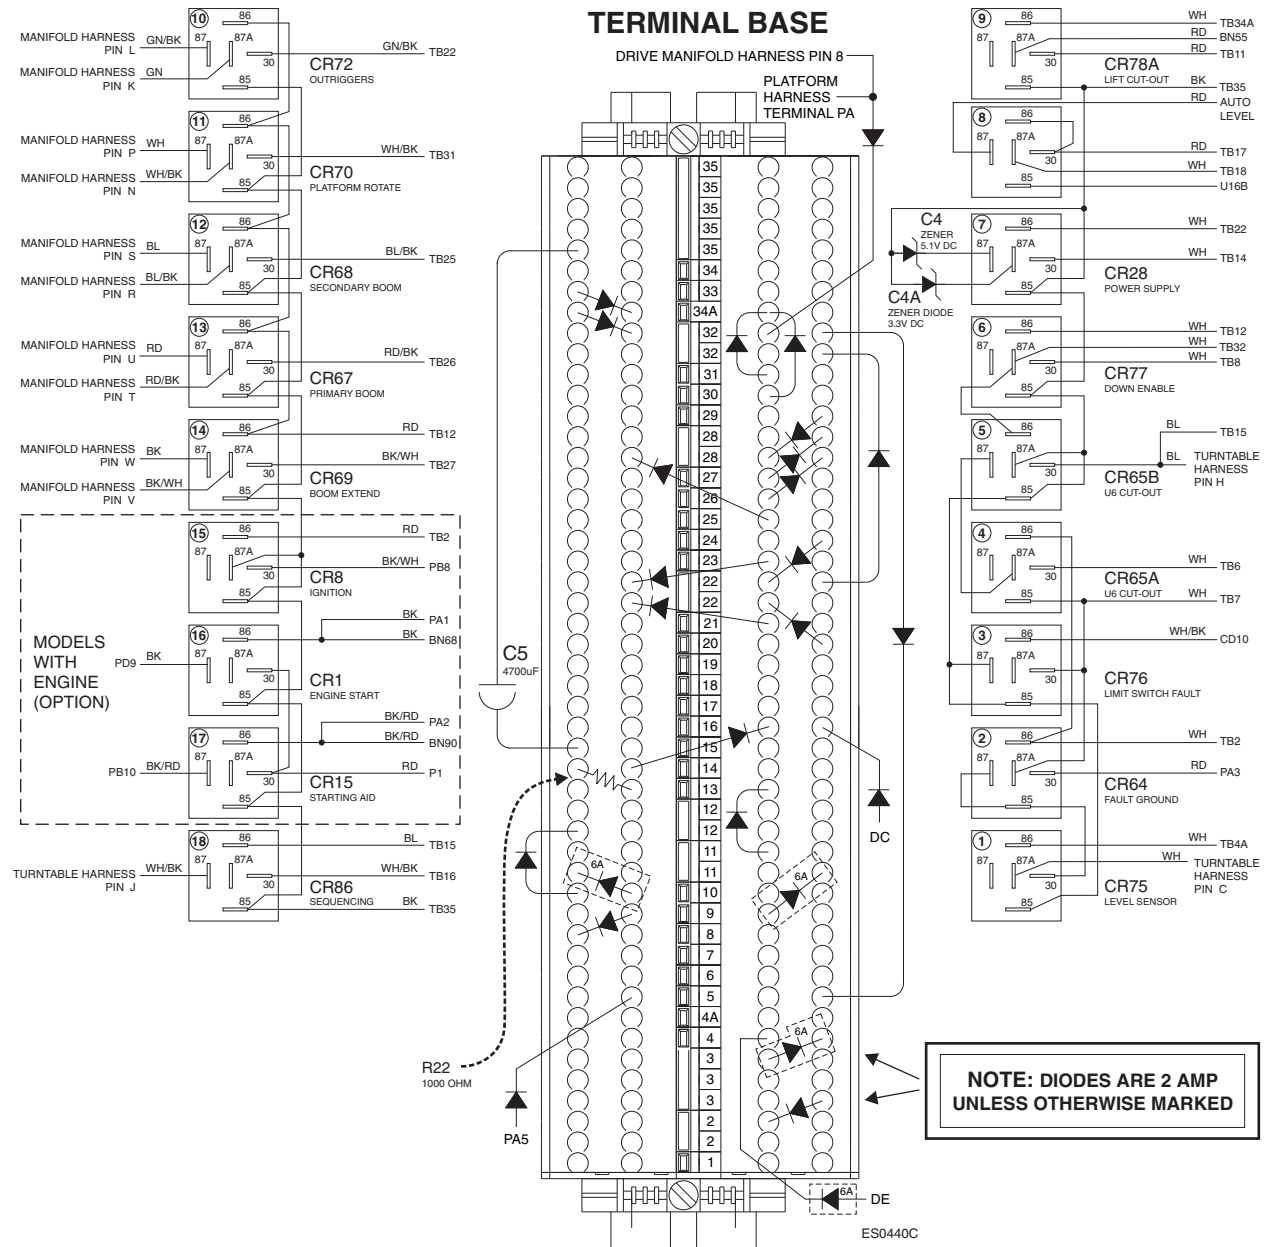 TERMINAL BASE
DRIVE MANIFOLD HARNESS PIN 8
PLATFORM
HARNESS
TERMINAL PA
10
86
87
87A
30
85
MANIFOLD HARNESS
PIN L
GN/BK
MANIFOLD HARNESS
PIN K
GN
GN/BK
TB22
CR72
OUTRIGGERS
11
86
87
87A
30
85
MANIFOLD HARNESS
PIN P
WH
MANIFOLD HARNESS
PIN N
WH/BK
WH/BK
TB31
CR70
PLATFORM ROTATE
12
86
87
87A
30
85
MANIFOLD HARNESS
PIN S
BL
MANIFOLD HARNESS
PIN R
BL/BK
BL/BK
TB25
CR68
SECONDARY BOOM
13
86
87
87A
30
85
MANIFOLD HARNESS
PIN U
RD
MANIFOLD HARNESS
PIN T
RD/BK
RD/BK
TB26
CR67
PRIMARY BOOM
14
86
87
87A
30
85
MANIFOLD HARNESS
PIN W
BK
MANIFOLD HARNESS
PIN V
BK/WH
RD
TB12
BK/WH
TB27
CR69
BOOM EXTEND
MODELS
WITH
ENGINE
(OPTION)
15
86
87
87A
30
85
RD
TB2
BK/WH
PB8
CR8
IGNITION
16
86
87
87A
30
85
PD9
BK
BK
PA1
BK
BN68
CR1
ENGINE START
17
86
87
87A
30
85
PB10
BK/RD
BK/RD
PA2
BK/RD
BN90
RD
P1
CR15
STARTING AID
18
86
87
87A
30
85
TURNTABLE HARNESS
PIN J
WH/BK
BL
TB15
WH/BK
TB16
BK
TB35
CR86
SEQUENCING
C5
4700uF
R22
1000 OHM
PA5
6A
35
35
35
35
35
34
33
34A
32
32
31
30
29
28
28
27
26
25
24
23
22
22
21
20
19
18
17
16
15
14
13
12
12
11
11
10
9
8
7
6
5
4A
4
3
3
3
2
2
1
6A
6A
6A
DC
DE
ES0440C
9
86
87
87A
30
85
WH
TB34A
RD
BN55
RD
TB11
BK
TB35
CR78A
LIFT CUT-OUT
8
86
87
87A
30
85
RD
AUTO
LEVEL
RD
TB17
WH
TB18
U16B
C4
ZENER
5.1V DC
C4A
ZENER DIODE
3.3V DC
7
86
87
87A
30
85
WH
TB22
WH
TB14
CR28
POWER SUPPLY
6
86
87
87A
30
85
WH
TB12
WH
TB32
WH
TB8
CR77
DOWN ENABLE
5
86
87
87A
30
85
BL
TB15
BL
TURNTABLE
HARNESS
PIN H
CR65B
U6 CUT-OUT
4
86
87
87A
30
85
WH
TB6
WH
TB7
CR65A
U6 CUT-OUT
3
86
87
87A
30
85
WH/BK
CD10
CR76
LIMIT SWITCH FAULT
2
86
87
87A
30
85
WH
TB2
RD
PA3
CR64
FAULT GROUND
1
86
87
87A
30
85
WH
TB4A
WH
TURNTABLE
HARNESS
PIN C
CR75
LEVEL SENSOR
NOTE: DIODES ARE 2 AMP
UNLESS OTHERWISE MARKED